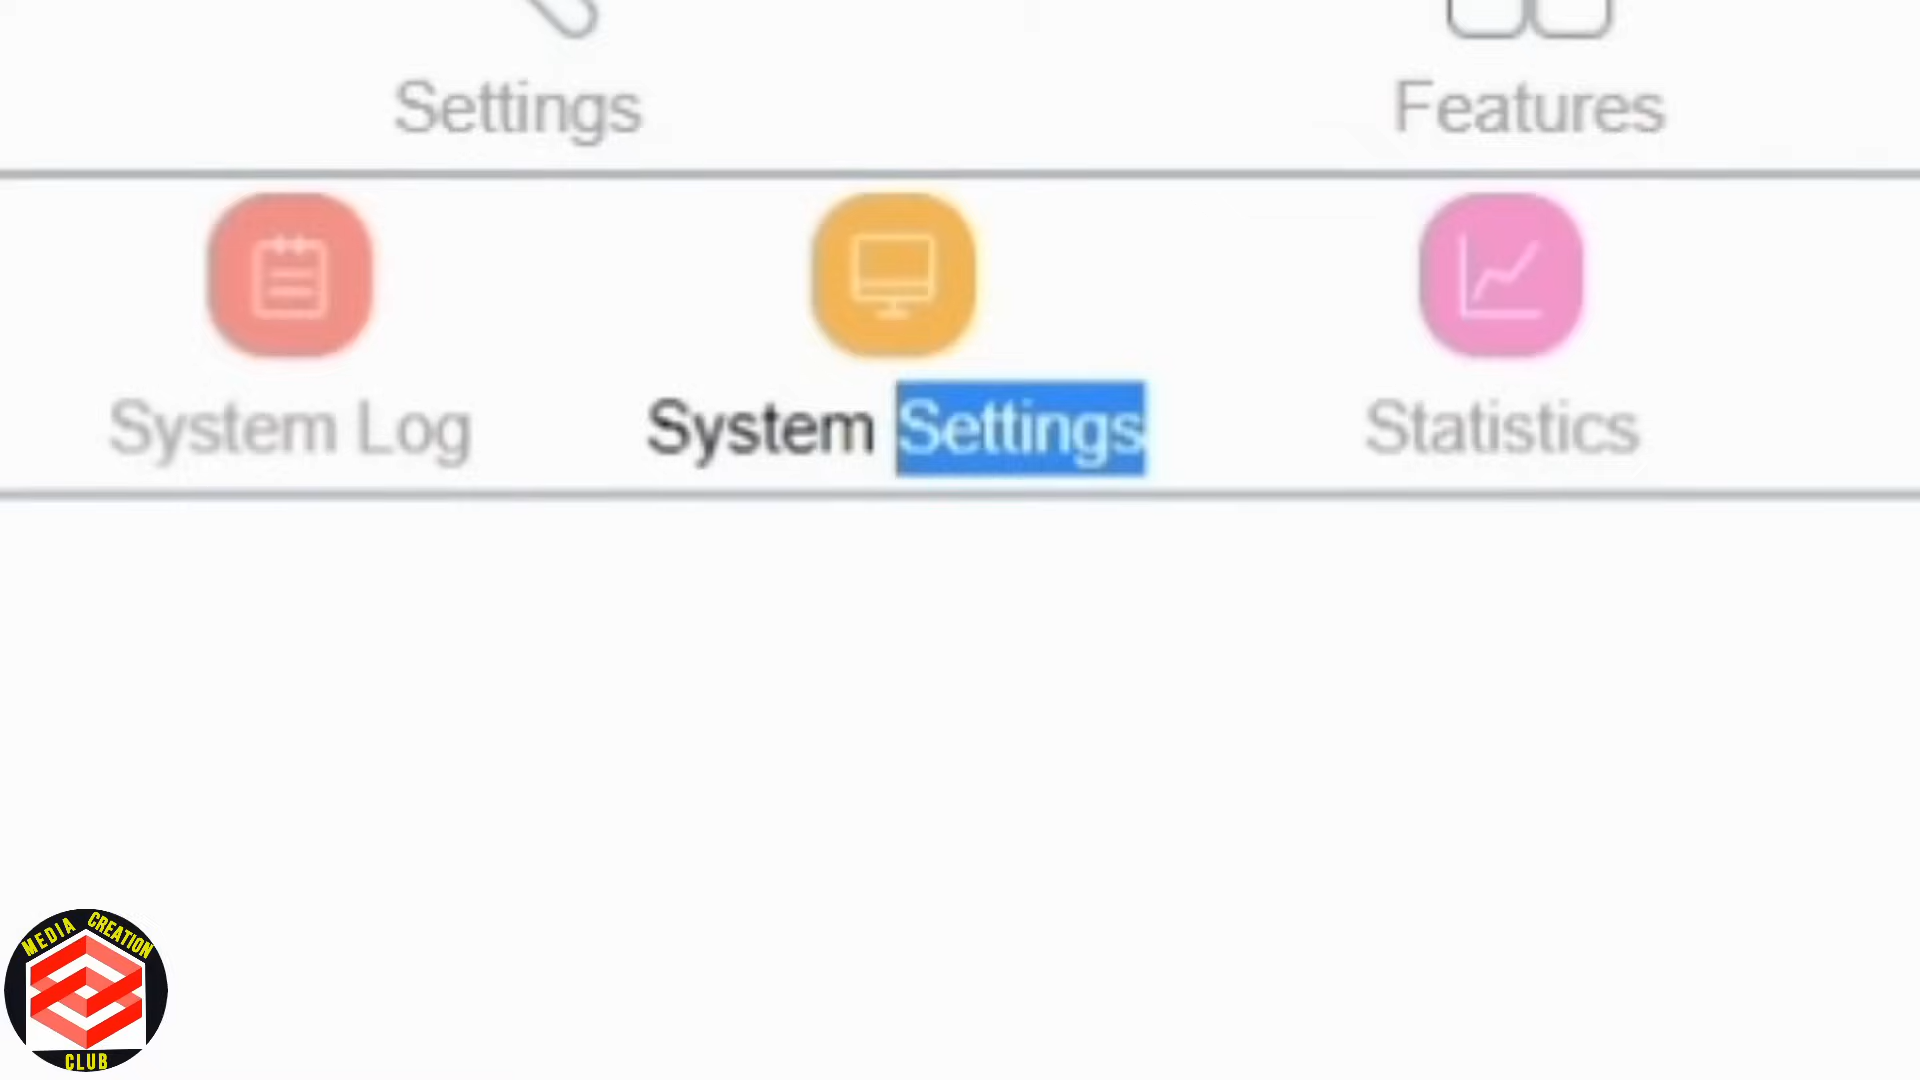 Settings
Features
System Log
System Settings
Statistics
MEDIA CREATION
CLUB